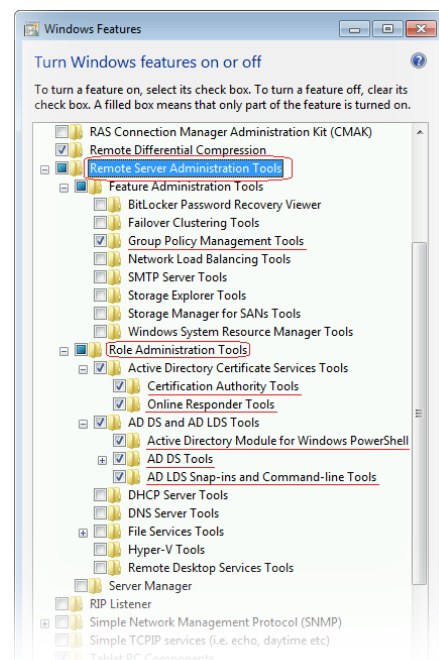 Windows Features
Turn Windows features on or off
To turn a feature on, select its check box. To turn a feature off, clear its
check box. A filled box means that only part of the feature is turned on.
RAS Connection Manager Administration Kit (CMAK)
Remote Differential Compression
Remote Server Administration Tools
Feature Administration Tools
BitLocker Password Recovery Viewer
Failover Clustering Tools
Group Policy Management Tools
Network Load Balancing Tools
SMTP Server Tools
Storage Explorer Tools
Storage Manager for SANs Tools
Windows System Resource Manager Tools
Role Administration Tools
Active Directory Certificate Services Tools
Certification Authority Tools
Online Responder Tools
AD DS and AD LDS Tools
Active Directory Module for Windows PowerShell
AD DS Tools
AD LDS Snap-ins and Command-line Tools
DHCP Server Tools
DNS Server Tools
File Services Tools
Hyper-V Tools
Remote Desktop Services Tools
Server Manager
RIP Listener
Simple Network Management Protocol (SNMP)
Simple TCPIP services (i.e. echo, daytime etc)
Tablet PC Components